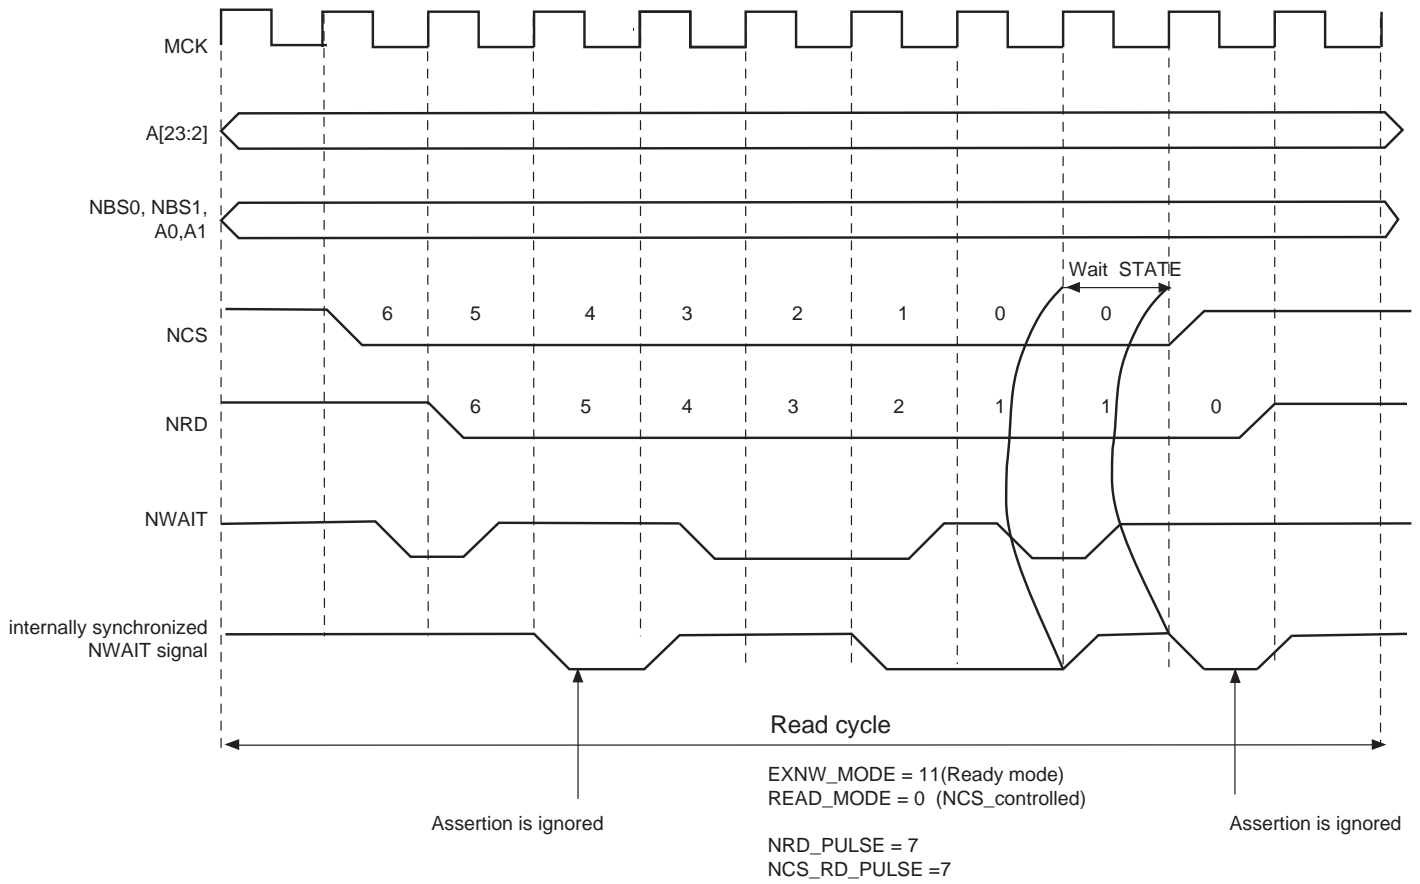 MCK
A[23:2]
NBS0, NBS1,
A0,A1
Wait STATE
NCS
6 5 4 3 2 1 0 0
NRD
6 5 4 3 2 1 1 0
NWAIT
internally synchronized
NWAIT signal
Read cycle
EXNW_MODE = 11(Ready mode)
READ_MODE = 0 (NCS_controlled)
Assertion is ignored
Assertion is ignored
NRD_PULSE = 7
NCS_RD_PULSE =7